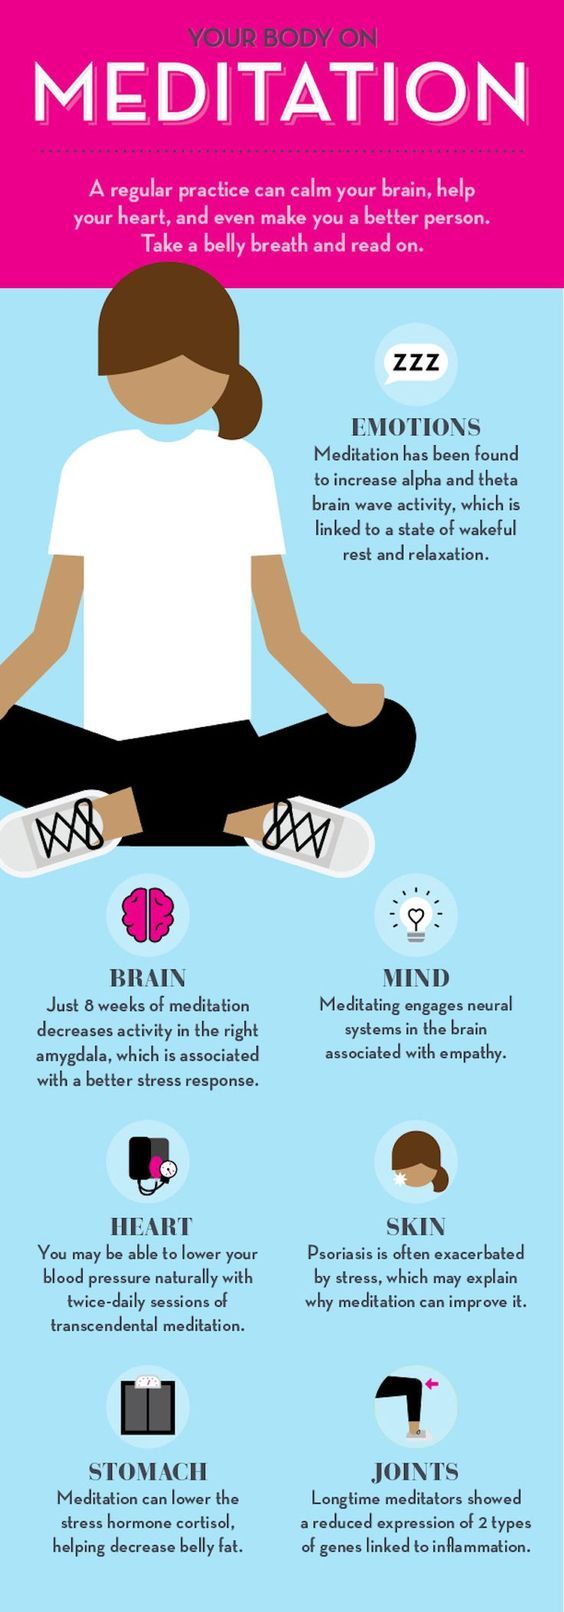 YOUR BODY ON
MEDITATION
A regular practice can calm your brain, help
your heart, and even make you a better person.
Take a belly breath and read on.
ZZZ
EMOTIONS
Meditation has been found
to increase alpha and theta
brain wave activity, which is
linked to a state of wakeful
rest and relaxation.
BRAIN
Just 8 weeks of meditation
decreases activity in the right
amygdala, which is associated
with a better stress response.
MIND
Meditating engages neural
systems in the brain
associated with empathy.
HEART
You may be able to lower your
blood pressure naturally with
twice-daily sessions of
transcendental meditation.
SKIN
Psoriasis is often exacerbated
by stress, which may explain
why meditation can improve it.
STOMACH
Meditation can lower the
stress hormone cortisol,
helping decrease belly fat.
JOINTS
Longtime meditators showed
a reduced expression of 2 types
of genes linked to inflammation.